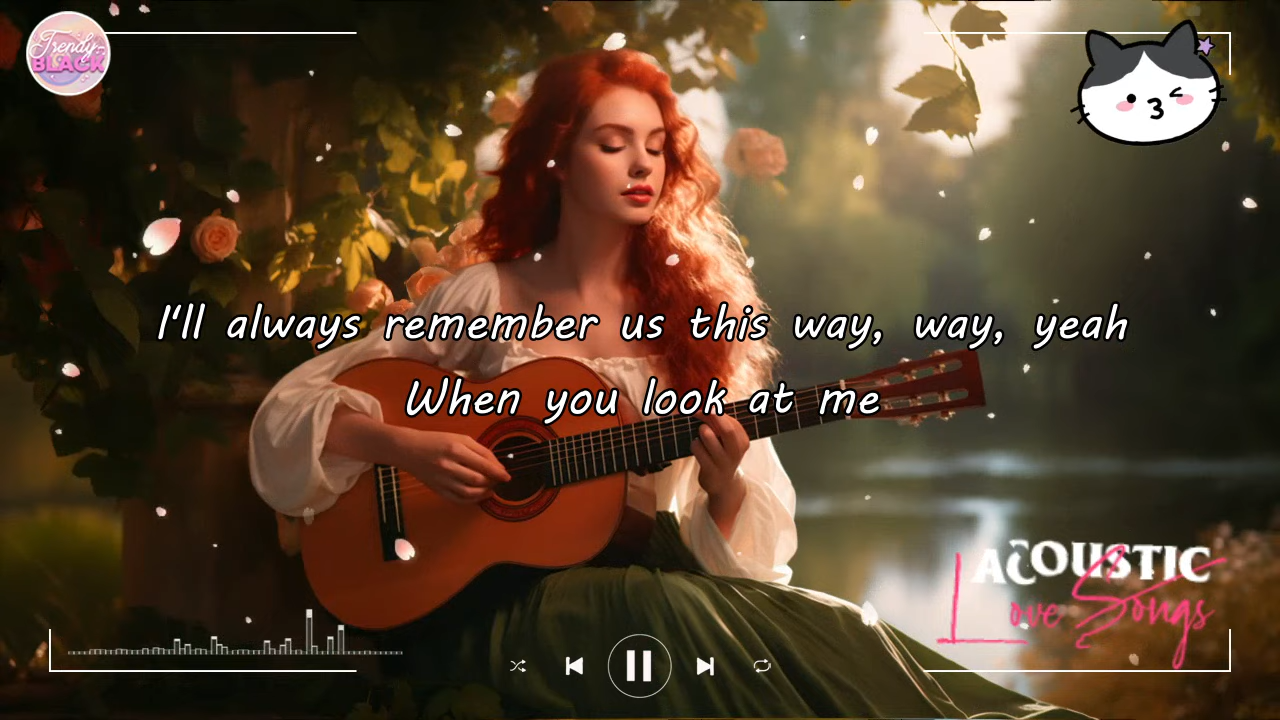 Trendy
BLACK
I'll always remember us this way, way, yeah
When you look at me
ACOUSTIC
Love Songs